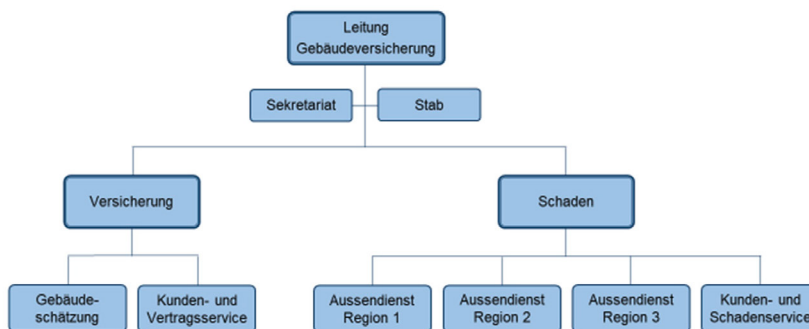 Leitung
Gebäudeversicherung
Sekretariat
Stab
Versicherung
Schaden
Gebäude-
schätzung
Kunden- und
Vertragsservice
Aussendienst
Region 1
Aussendienst
Region 2
Aussendienst
Region 3
Kunden- und
Schadenservice